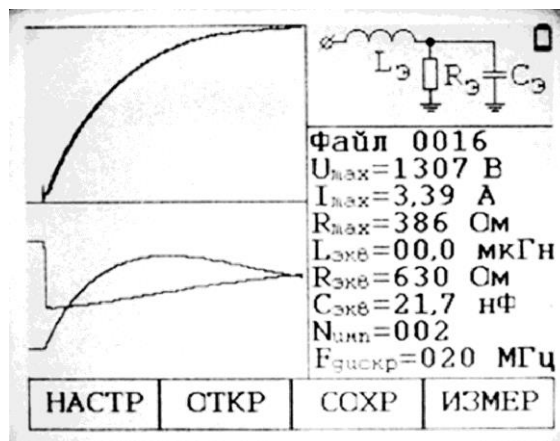 Lэ
Rэ
Cэ
Файл 0016
Umax=1307 В
Imax=3,39 А
Rmax=386 Ом
Lэкв=00,0 мкГн
Rэкв=630 Ом
Cэкв=21,7 нФ
Nимп=002
Fдискр=020 МГц
НАСТР ОТКР СОХР ИЗМЕР